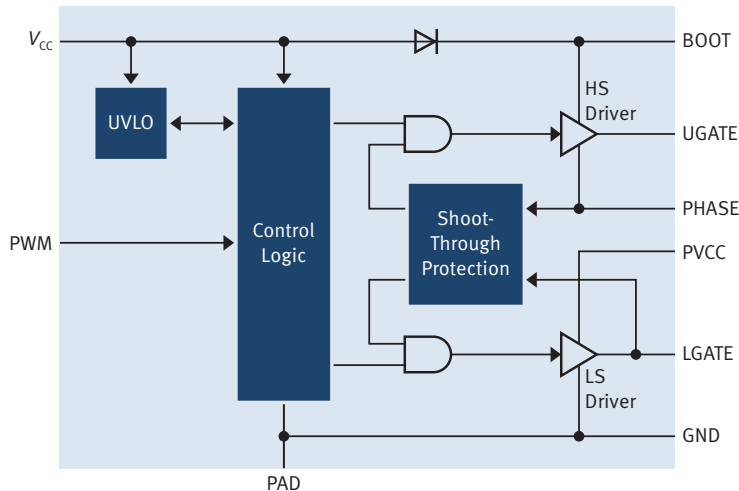 VCC
BOOT
HS
Driver
UVLO
UGATE
PHASE
Shoot-
Through
Protection
Control
Logic
PWM
PVCC
LGATE
LS
Driver
GND
PAD